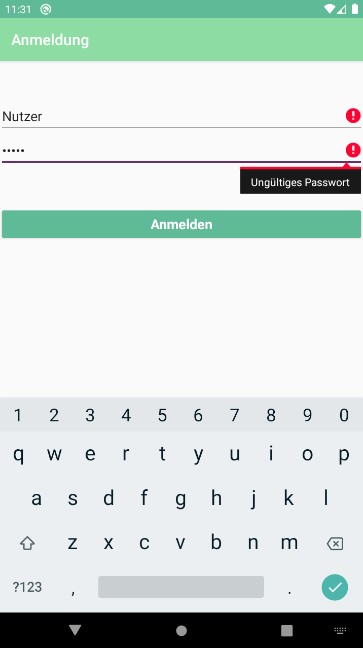 11:31
Anmeldung
Nutzer
•••••
Ungültiges Passwort
Anmelden
1 2 3 4 5 6 7 8 9 0
q w e r t y u i o p
a s d f g h j k l
z x c v b n m
?123 , .